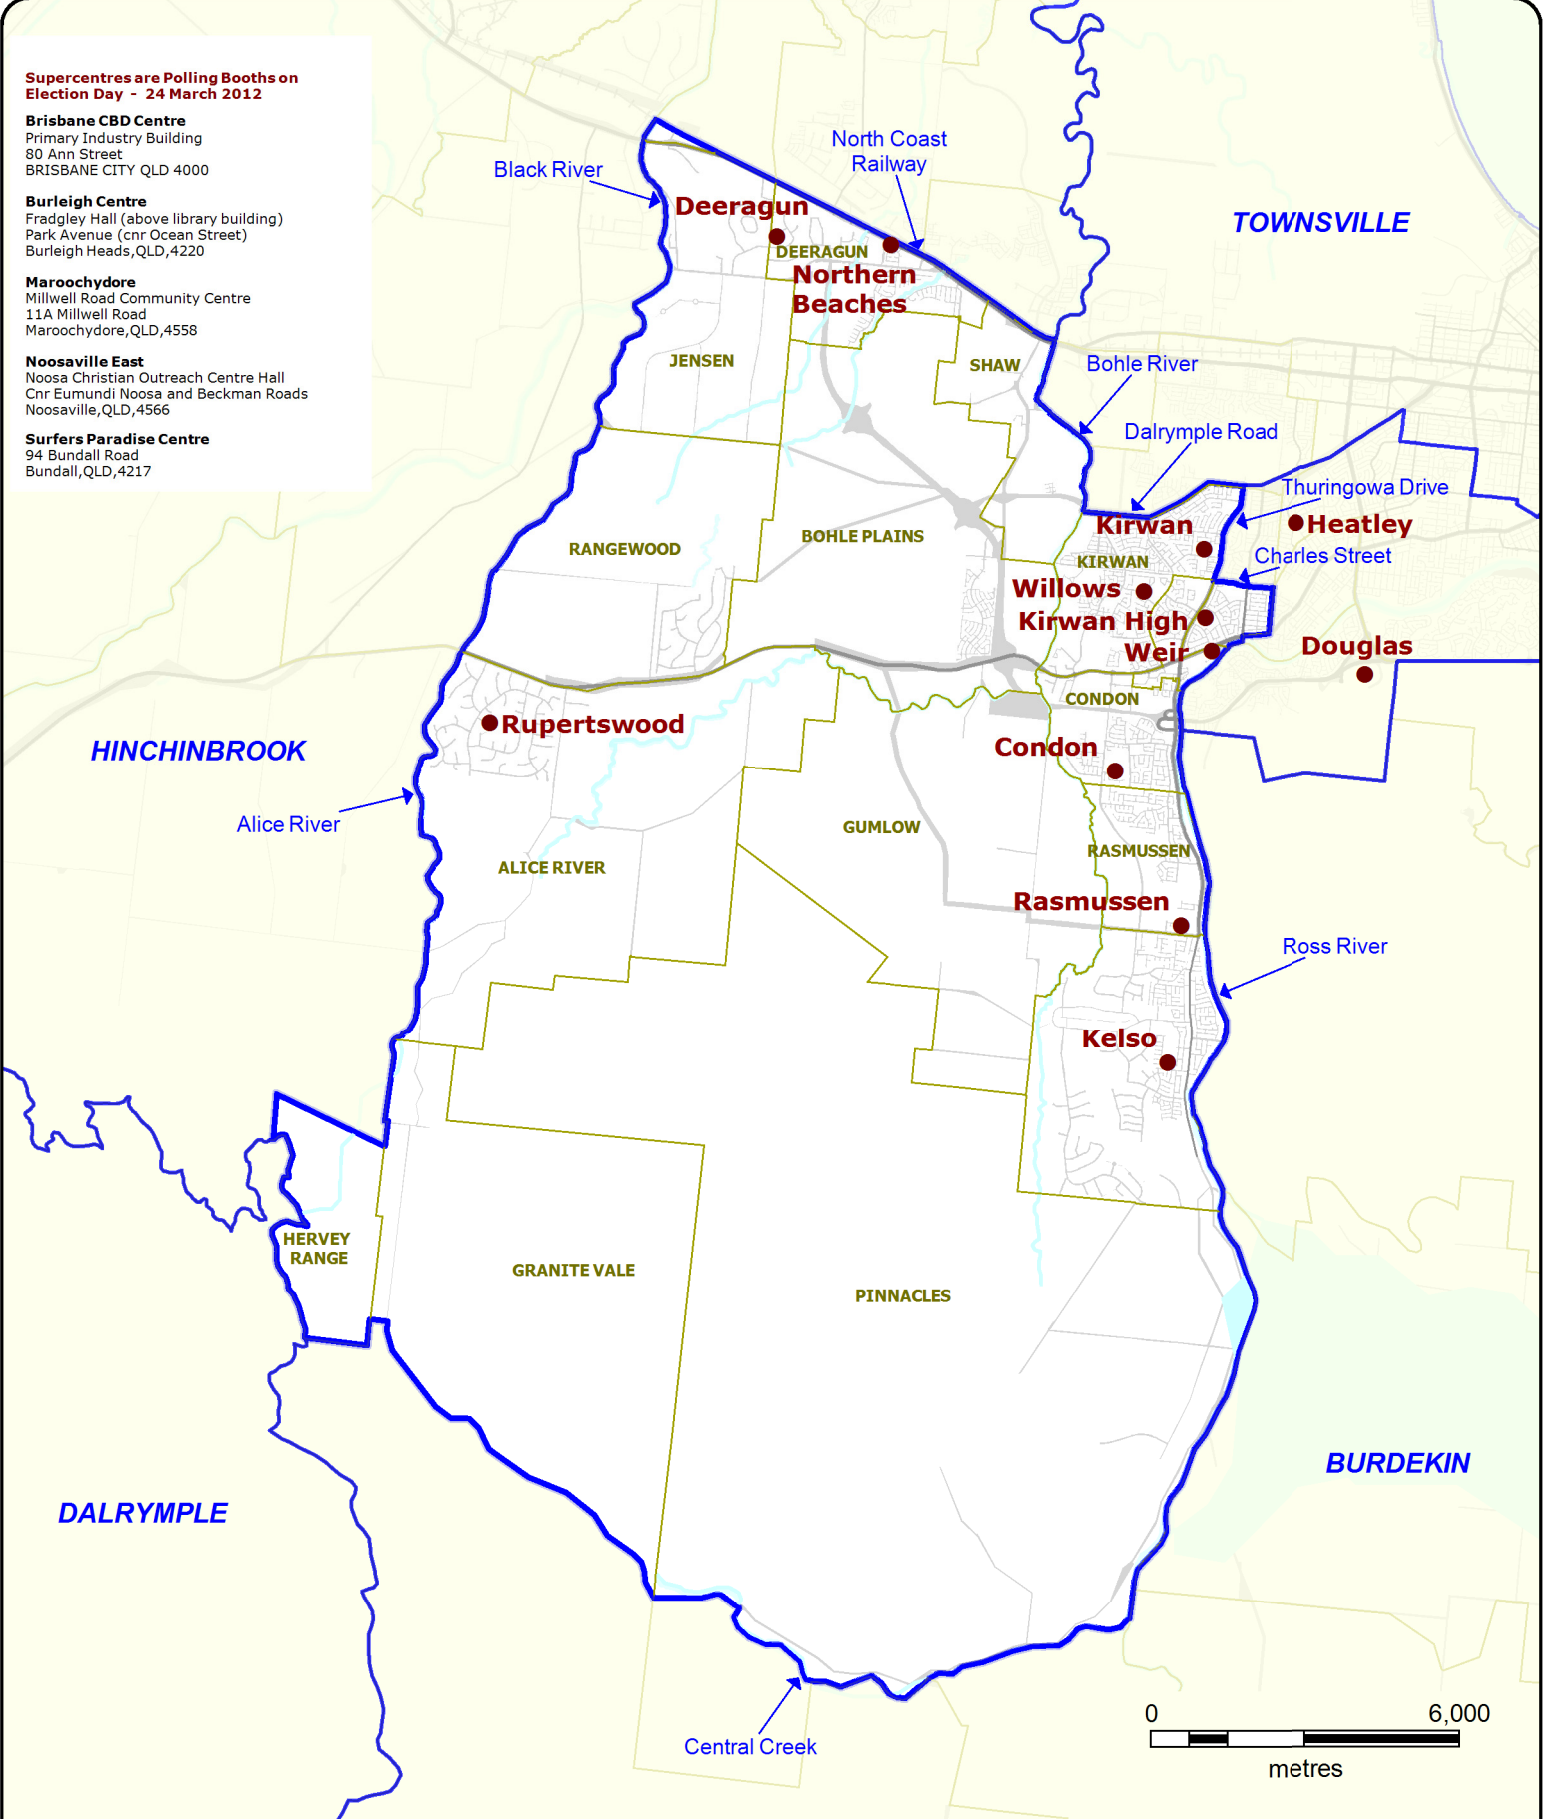 Supercentres are Polling Booths on
Election Day - 24 March 2012
Brisbane CBD Centre
Primary Industry Building
80 Ann Street
BRISBANE CITY QLD 4000
Burleigh Centre
Fradgley Hall (above library building)
Park Avenue (cnr Ocean Street)
Burleigh Heads,QLD,4220
Maroochydore
Millwell Road Community Centre
11A Millwell Road
Maroochydore,QLD,4558
Noosaville East
Noosa Christian Outreach Centre Hall
Cnr Eumundi Noosa and Beckman Roads
Noosaville,QLD,4566
Surfers Paradise Centre
94 Bundall Road
Bundall,QLD,4217
North Coast
Railway
Black River
Deeragun
TOWNSVILLE
DEERAGUN
Northern
Beaches
JENSEN
SHAW
Bohle River
Dalrymple Road
Thuringowa Drive
Kirwan
Heatley
BOHLE PLAINS
RANGEWOOD
Charles Street
KIRWAN
Willows
Kirwan High
Weir
Douglas
CONDON
Rupertswood
HINCHINBROOK
Condon
Alice River
GUMLOW
RASMUSSEN
ALICE RIVER
Rasmussen
Ross River
Kelso
HERVEY
RANGE
GRANITE VALE
PINNACLES
BURDEKIN
DALRYMPLE
0 6,000
metres
Central Creek